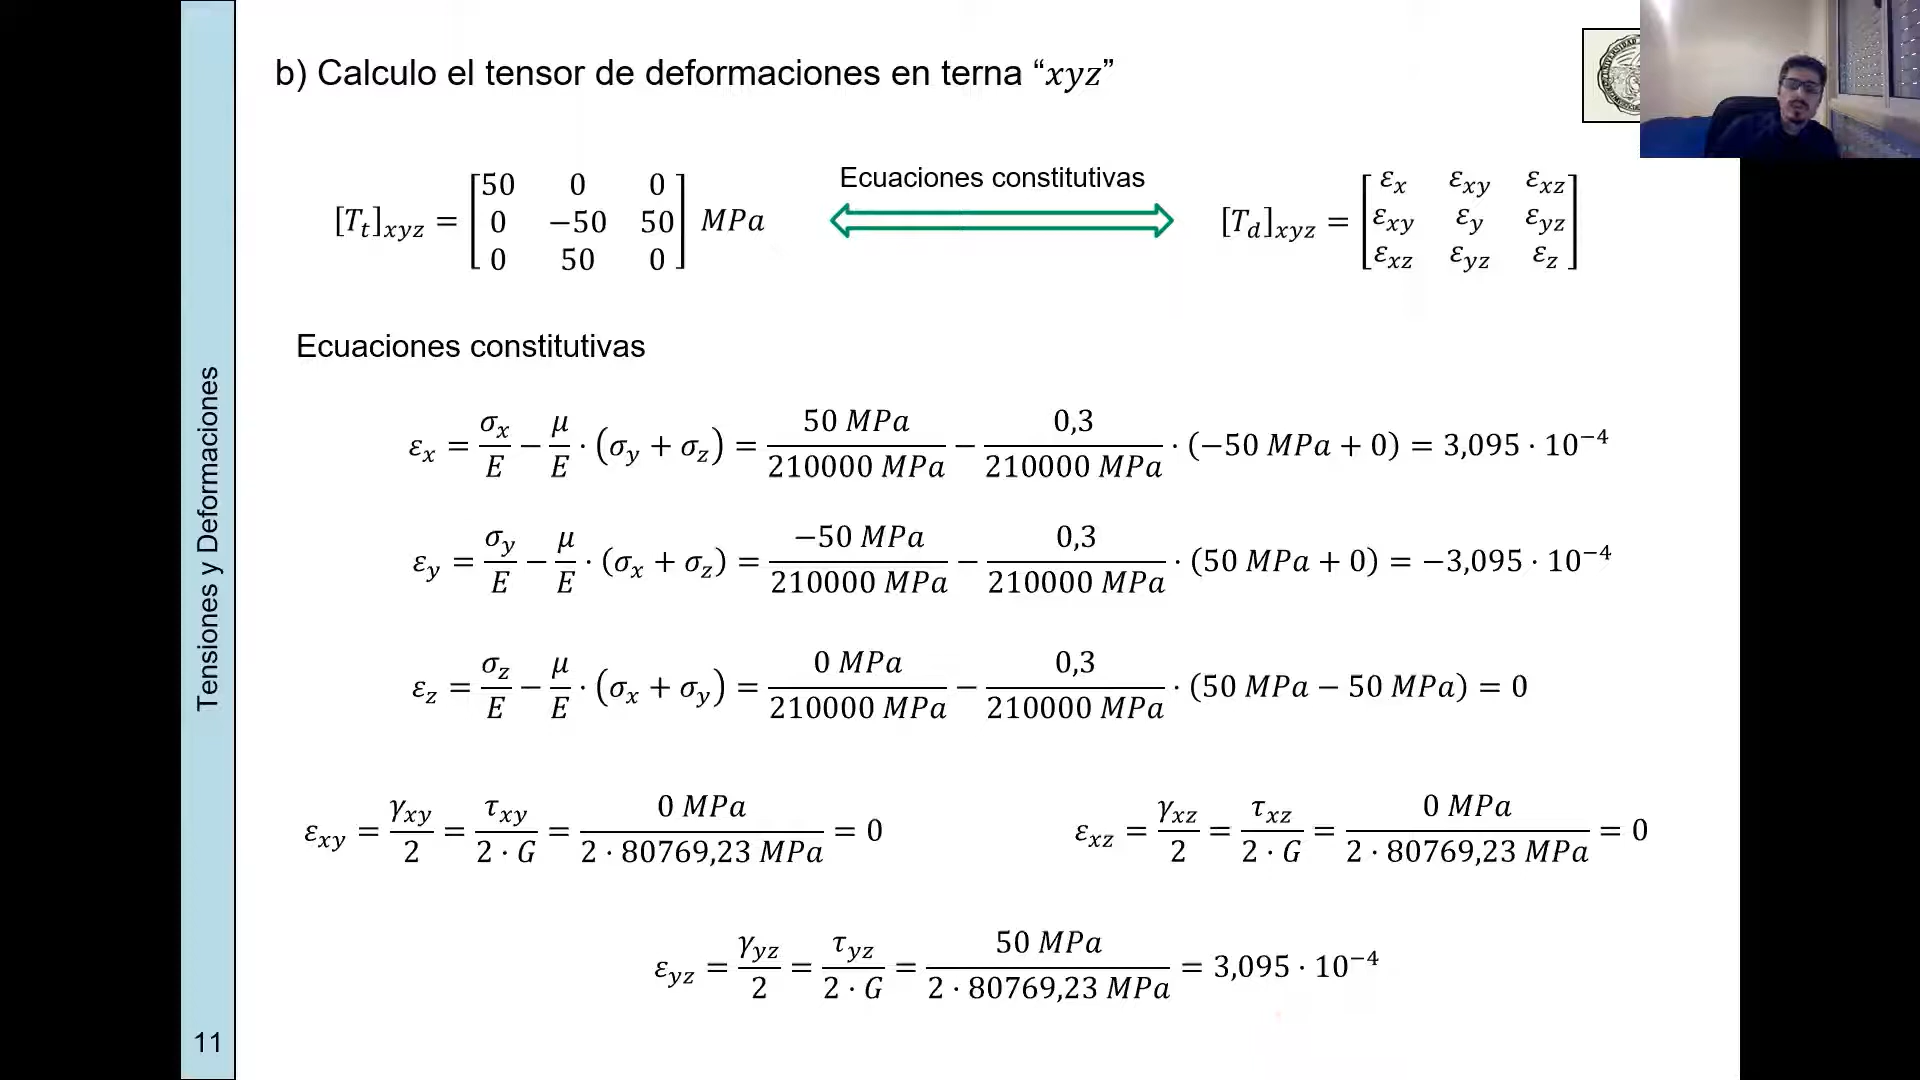 b) Calculo el tensor de deformaciones en terna “xyz”
[T_t]_xyz = [50 0 0; 0 −50 50; 0 50 0] MPa
Ecuaciones constitutivas
[T_d]_xyz = [ε_x ε_xy ε_xz; ε_xy ε_y ε_yz; ε_xz ε_yz ε_z]
Ecuaciones constitutivas
ε_x = σ_x/E − μ/E · (σ_y + σ_z) = 50 MPa/210000 MPa − 0,3/210000 MPa · (−50 MPa + 0) = 3,095 · 10⁻⁴
ε_y = σ_y/E − μ/E · (σ_x + σ_z) = −50 MPa/210000 MPa − 0,3/210000 MPa · (50 MPa + 0) = −3,095 · 10⁻⁴
ε_z = σ_z/E − μ/E · (σ_x + σ_y) = 0 MPa/210000 MPa − 0,3/210000 MPa · (50 MPa − 50 MPa) = 0
ε_xy = γ_xy/2 = τ_xy/2 · G = 0 MPa/2 · 80769,23 MPa = 0
ε_xz = γ_xz/2 = τ_xz/2 · G = 0 MPa/2 · 80769,23 MPa = 0
ε_yz = γ_yz/2 = τ_yz/2 · G = 50 MPa/2 · 80769,23 MPa = 3,095 · 10⁻⁴
Tensiones y Deformaciones
11